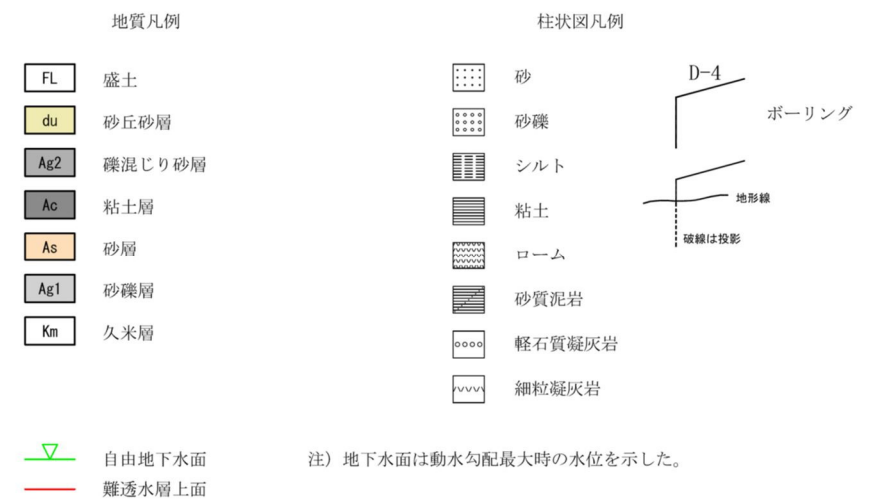 地質凡例
FL 盛土
du 砂丘砂層
Ag2 礫混じり砂層
Ac 粘土層
As 砂層
Ag1 砂礫層
Km 久米層
自由地下水面
難透水層上面
柱状図凡例
砂
砂礫
シルト
粘土
ローム
砂質泥岩
軽石質凝灰岩
細粒凝灰岩
D-4
ボーリング
地形線
破線は投影
注）地下水面は動水勾配最大時の水位を示した。